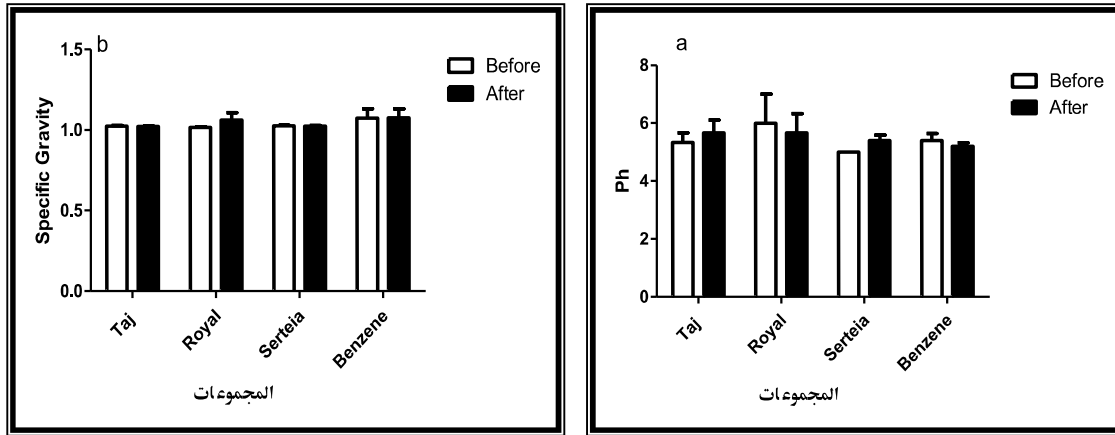 b
1.5
1.0
0.5
0.0
Specific Gravity
Before
After
Taj
Royal
Serteia
Benzene
المجموعات
a
8
6
4
2
0
Ph
Before
After
Taj
Royal
Serteia
Benzene
المجموعات